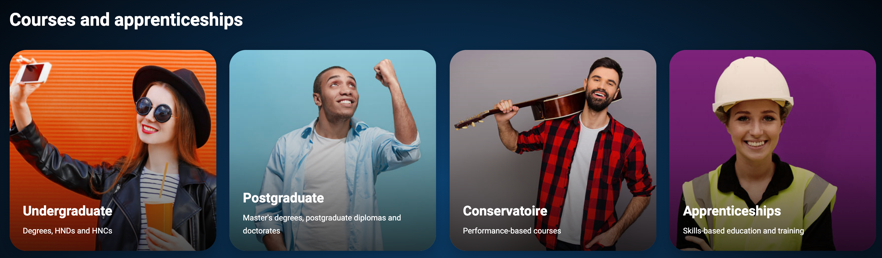 Courses and apprenticeships
Undergraduate
Degrees, HNDs and HNCs
Postgraduate
Master's degrees, postgraduate diplomas and
doctorates
Conservatoire
Performance-based courses
Apprenticeships
Skills-based education and training